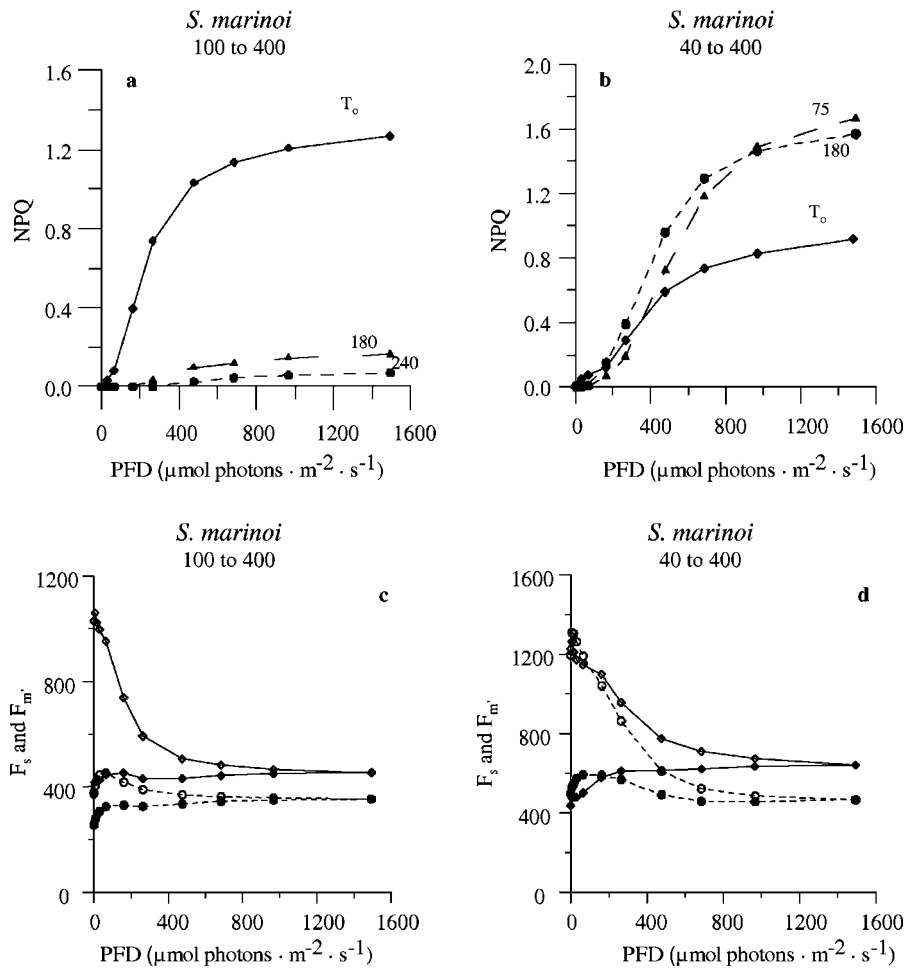 S. marinoi
100 to 400
a
1.6
1.2
0.8
0.4
0.0
NPQ
Tₒ
180
240
0 400 800 1200 1600
PFD (µmol photons · m⁻² · s⁻¹)
S. marinoi
40 to 400
b
2.0
1.6
1.2
0.8
0.4
0.0
NPQ
75
180
Tₒ
0 400 800 1200 1600
PFD (µmol photons · m⁻² · s⁻¹)
S. marinoi
100 to 400
c
1200
800
400
0
Fₛ and Fₘ'
0 400 800 1200 1600
PFD (µmol photons · m⁻² · s⁻¹)
S. marinoi
40 to 400
d
1600
1200
800
400
0
Fₛ and Fₘ'
0 400 800 1200 1600
PFD (µmol photons · m⁻² · s⁻¹)